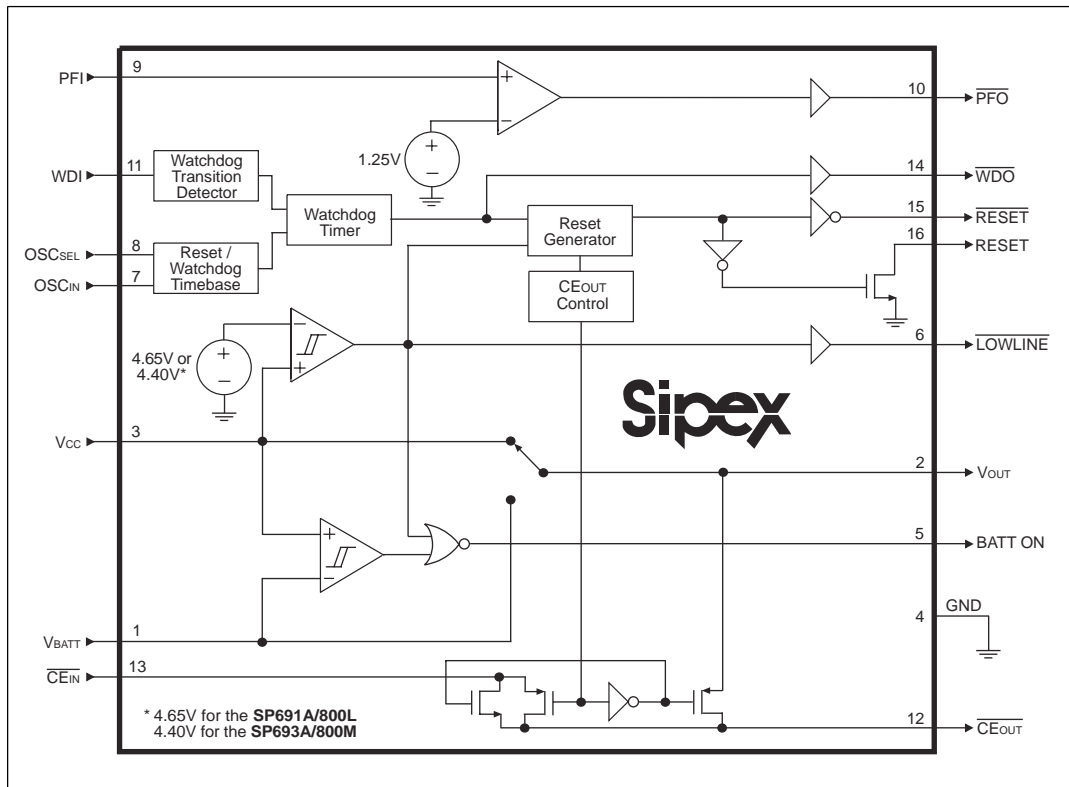 PFI
9
10
PFO
1.25V
WDI
11
Watchdog
Transition
Detector
14
WDO
Watchdog
Timer
Reset
Generator
15
RESET
16
RESET
OSCSEL
8
Reset /
Watchdog
Timebase
OSCIN
7
CEOUT
Control
4.65V or
4.40V*
6
LOWLINE
Sipex
VCC
3
2
VOUT
5
BATT ON
4
GND
VBATT
1
CEIN
13
* 4.65V for the SP691A/800L
4.40V for the SP693A/800M
12
CEOUT
+
−
+
−
−
+
+
−
+
−